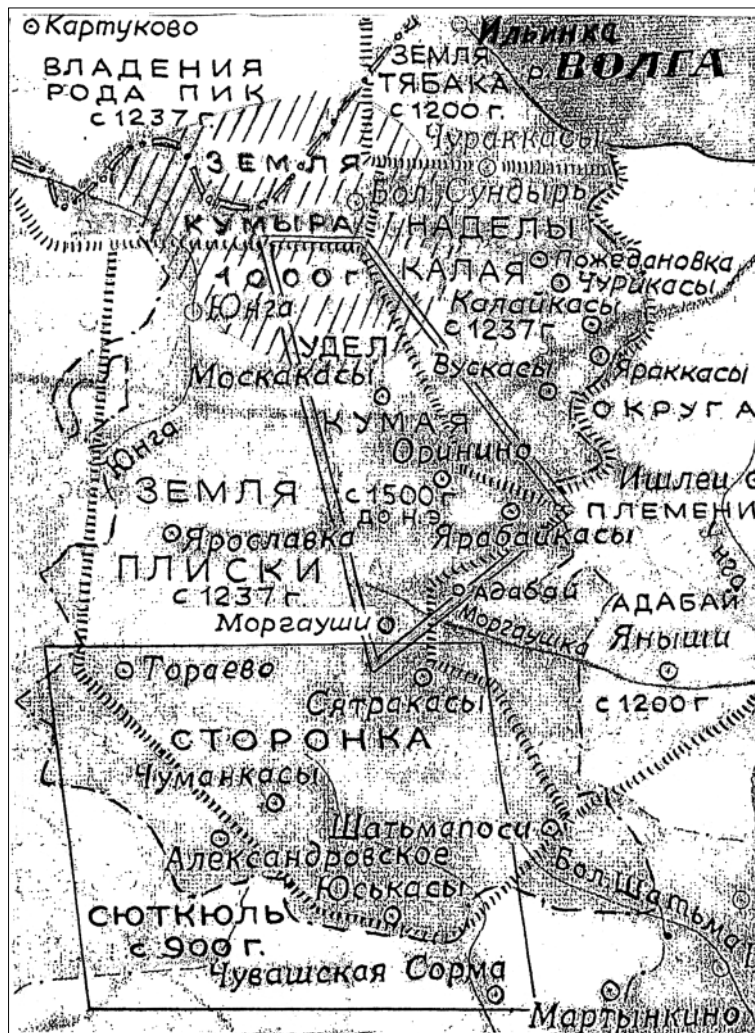 Картуково
Ильинка
р. ВОЛГА
ВЛАДЕНИЯ
РОДА ПИК
с 1237 г.
ЗЕМЛЯ
ТЯБАКА
с 1200 г.
Чураккасы
ЗЕМЛЯ
Бол. Сундырь
КУМЫРА
НАДЕЛЫ
1000 г
КАЛАЯ
Пожедановка
Чурикасы
Юнга
Калайкасы
с 1237 г
УДЕЛ
Вускасы
Яраккасы
Москакасы
ОКРУГА
КУМАЯ
Юнга
Оринино
Ишлеи
ЗЕМЛЯ
с 1500 г
до н э
ПЛЕМЕНИ
Ярославка
Ярабайкасы
ПЛИСКИ
с 1237 г.
Адабай
АДАБАЙ
Моргауши
Моргаушка
Яныши
Тораево
Сятракасы
с 1200 г
СТОРОНКА
Чуманкасы
Шатьмапоси
Александровское
Бол. Шатьма
Юськасы
СЮТКЮЛЬ
с 900 г.
Чувашская Сорма
Мартынкино